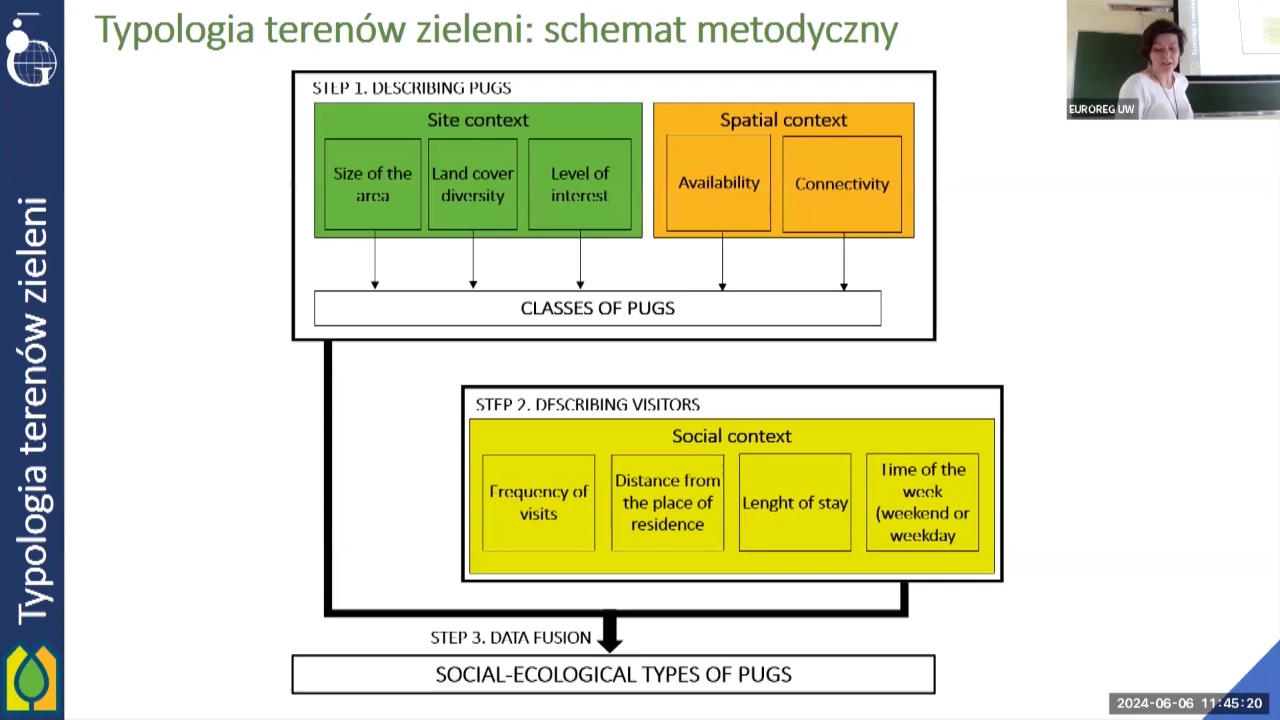 Typologia terenów zieleni: schemat metodyczny
STEP 1. DESCRIBING PUGS
Site context
Size of the
area
Land cover
diversity
Level of
interest
Spatial context
Availability
Connectivity
CLASSES OF PUGS
STEP 2. DESCRIBING VISITORS
Social context
Frequency of
visits
Distance from
the place of
residence
Lenght of stay
Time of the
week
(weekend or
weekday
STEP 3. DATA FUSION
SOCIAL-ECOLOGICAL TYPES OF PUGS
Typologia terenów zieleni
EUROREG UW
2024-06-06 11:45:20